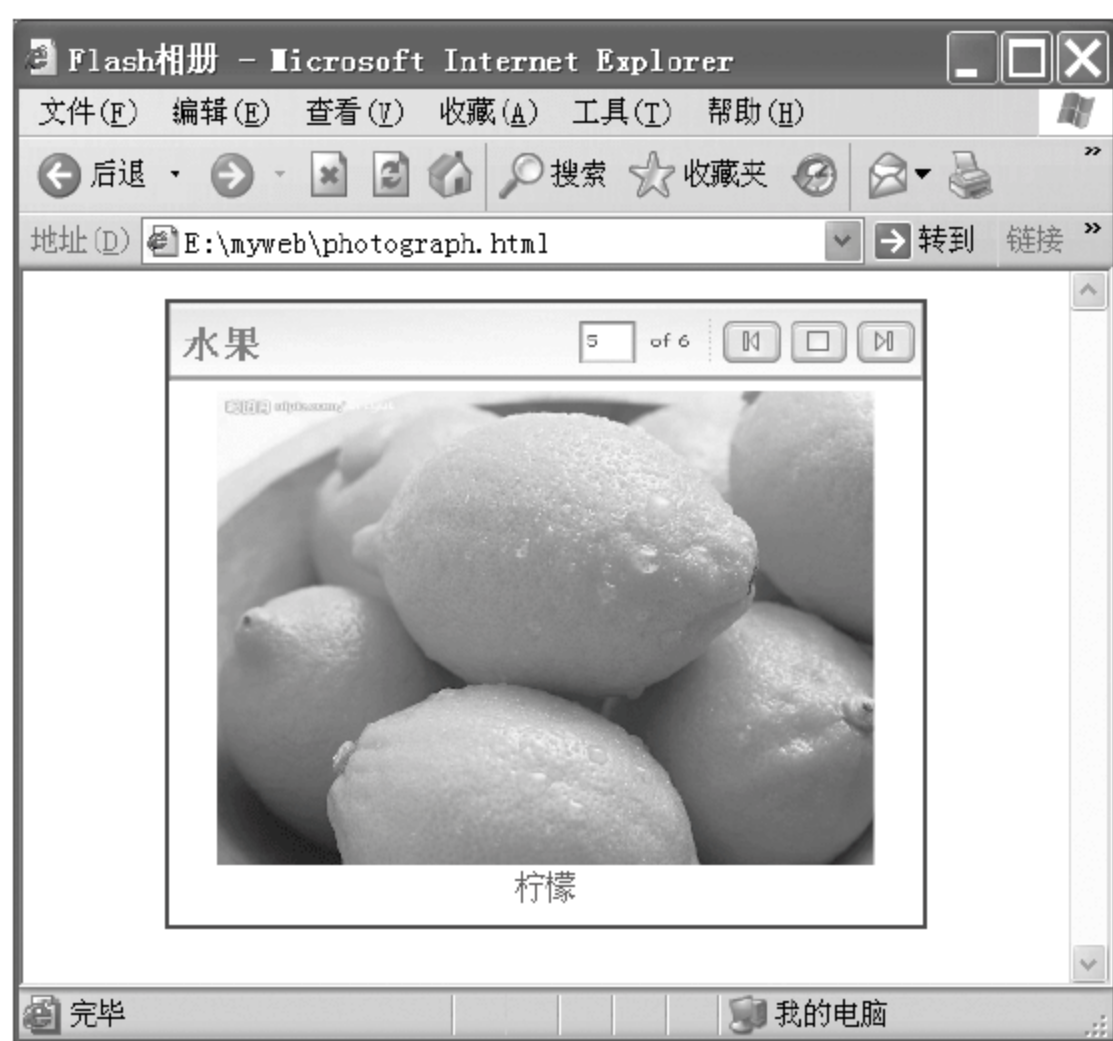 Flash相册 - Microsoft Internet Explorer
文件(F) 编辑(E) 查看(V) 收藏(A) 工具(T) 帮助(H)
后退 搜索 收藏夹 »
地址(D) E:\myweb\photograph.html 转到 链接 »
水果 5 of 6
柠檬
完毕 我的电脑